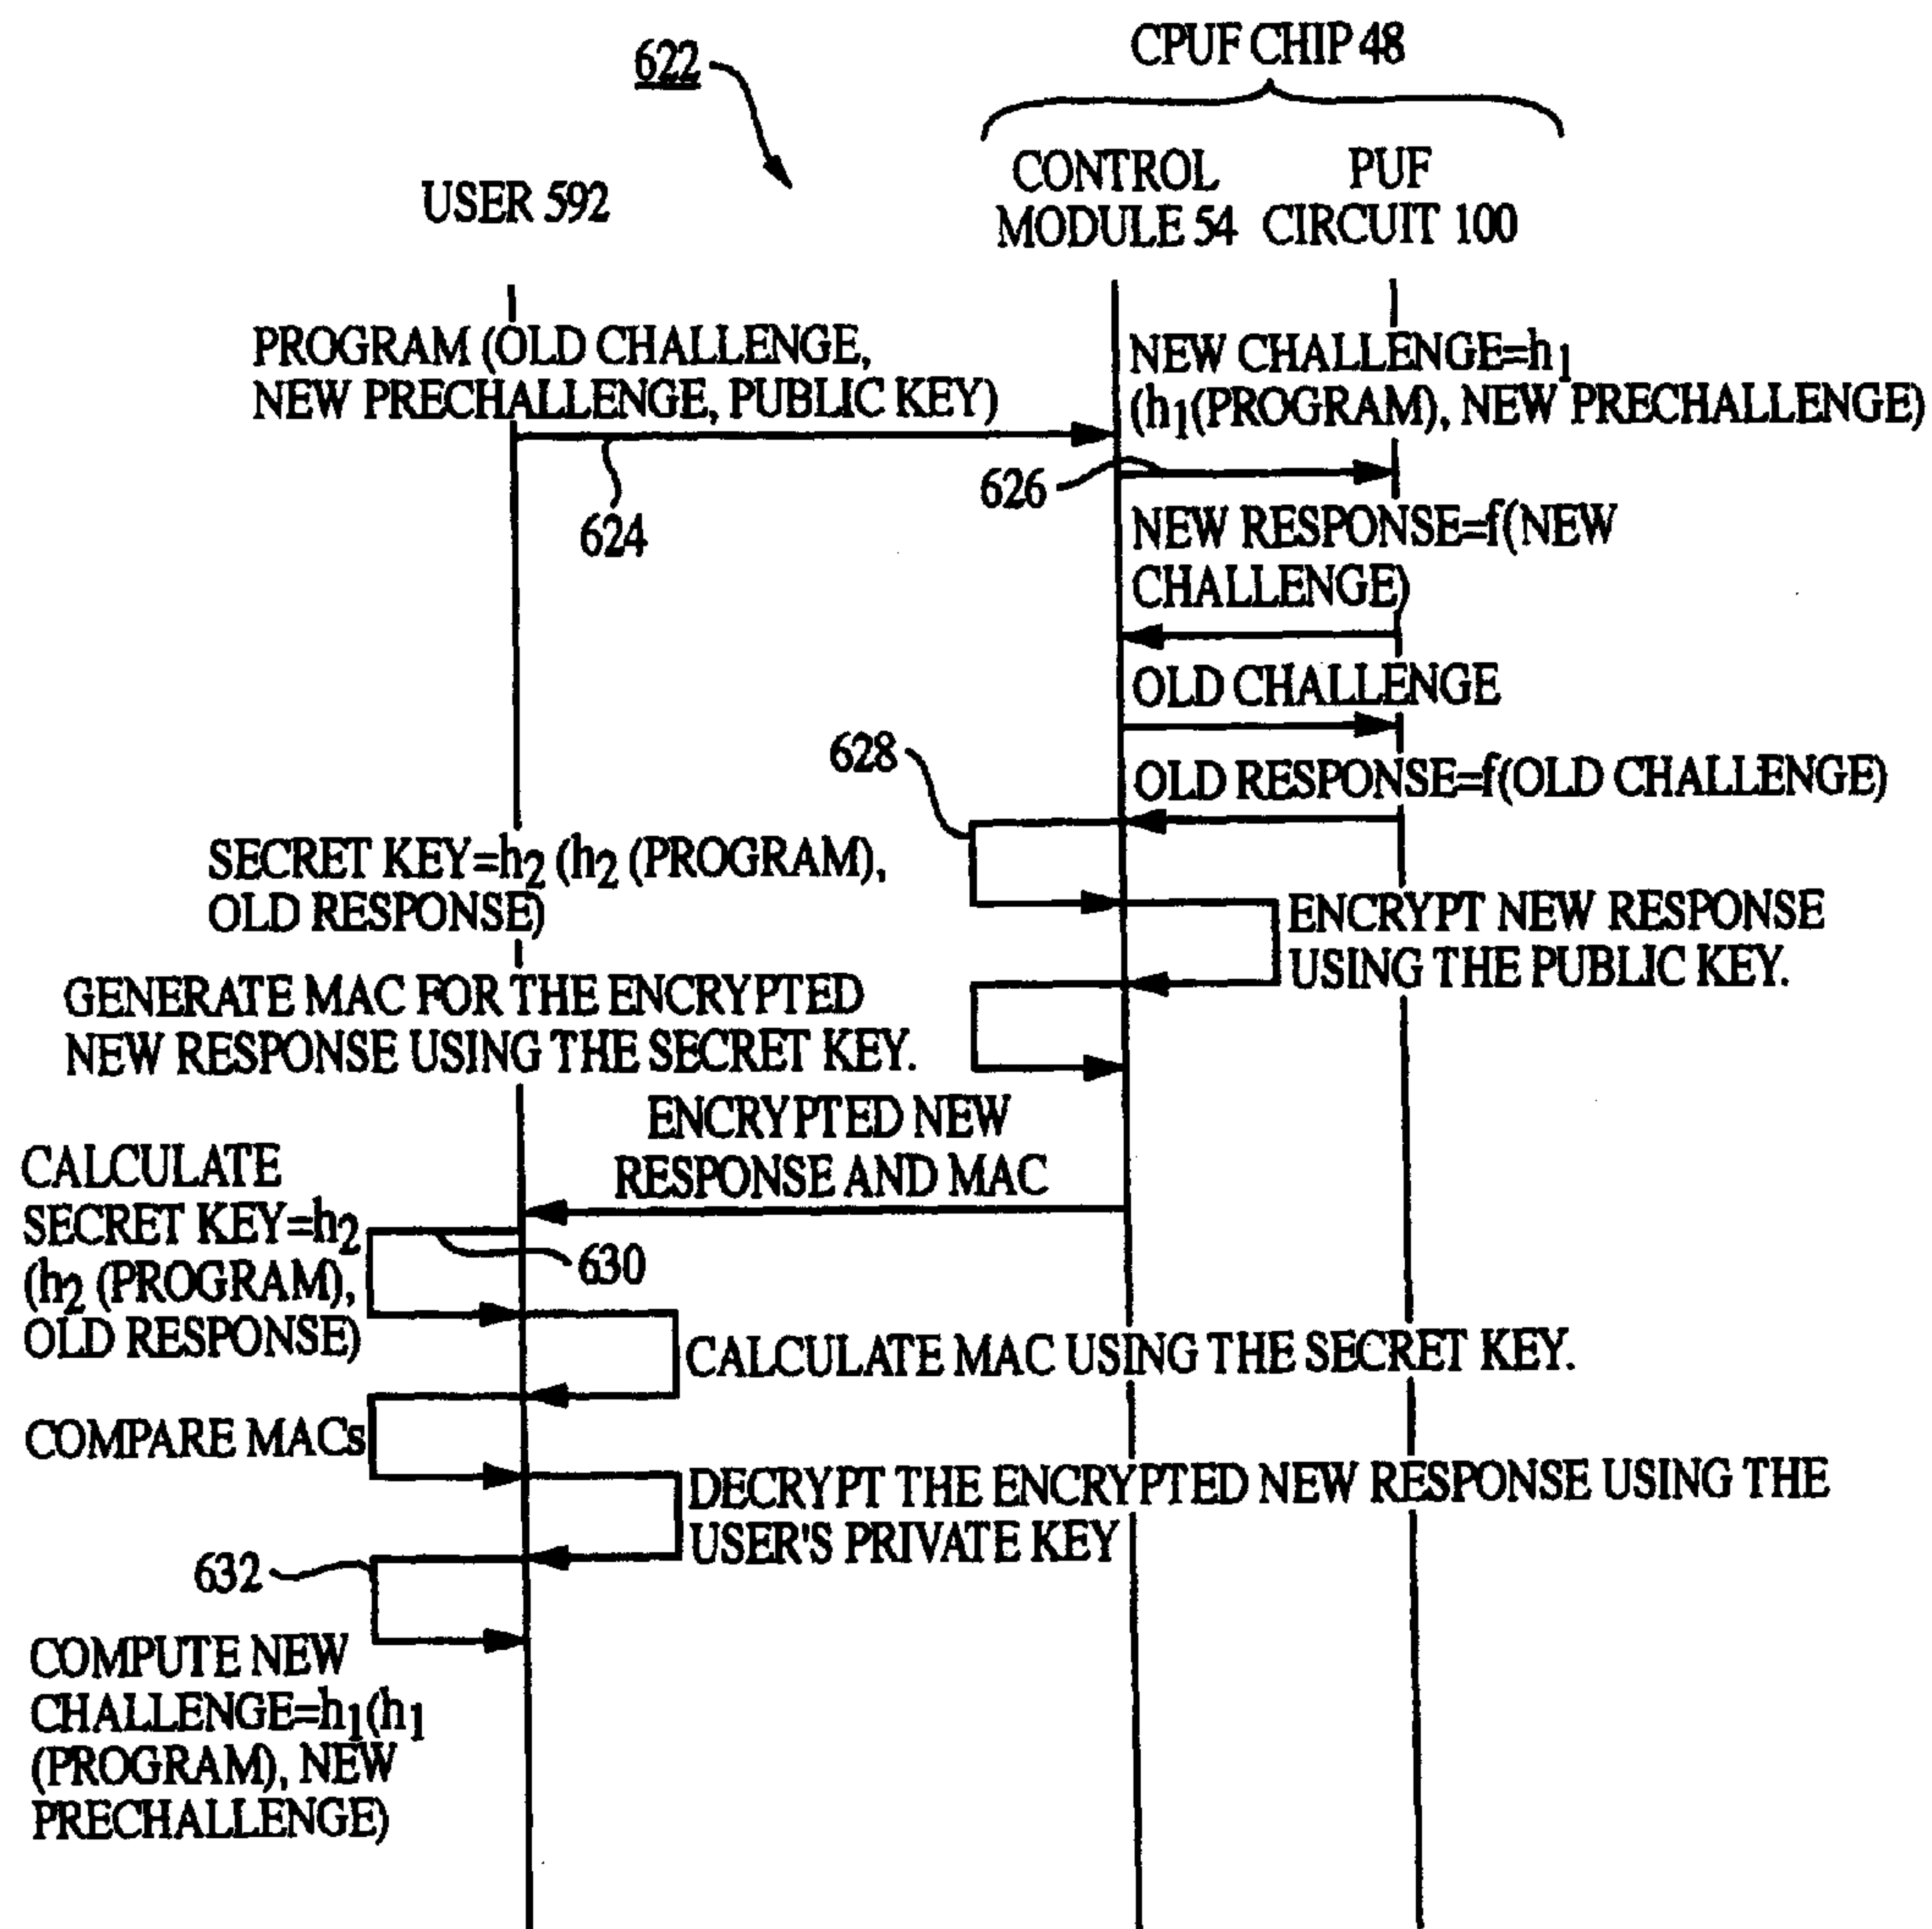 622
CPUF CHIP 48
USER 592
CONTROL
MODULE 54
PUF
CIRCUIT 100
PROGRAM (OLD CHALLENGE,
NEW PRECHALLENGE, PUBLIC KEY)
624
NEW CHALLENGE=h1
(h1(PROGRAM), NEW PRECHALLENGE)
626
NEW RESPONSE=f(NEW
CHALLENGE)
OLD CHALLENGE
628
OLD RESPONSE=f(OLD CHALLENGE)
SECRET KEY=h2 (h2 (PROGRAM),
OLD RESPONSE)
ENCRYPT NEW RESPONSE
USING THE PUBLIC KEY.
GENERATE MAC FOR THE ENCRYPTED
NEW RESPONSE USING THE SECRET KEY.
ENCRYPTED NEW
RESPONSE AND MAC
CALCULATE
SECRET KEY=h2
(h2 (PROGRAM),
OLD RESPONSE)
630
CALCULATE MAC USING THE SECRET KEY.
COMPARE MACs
DECRYPT THE ENCRYPTED NEW RESPONSE USING THE
USER'S PRIVATE KEY
632
COMPUTE NEW
CHALLENGE=h1(h1
(PROGRAM), NEW
PRECHALLENGE)